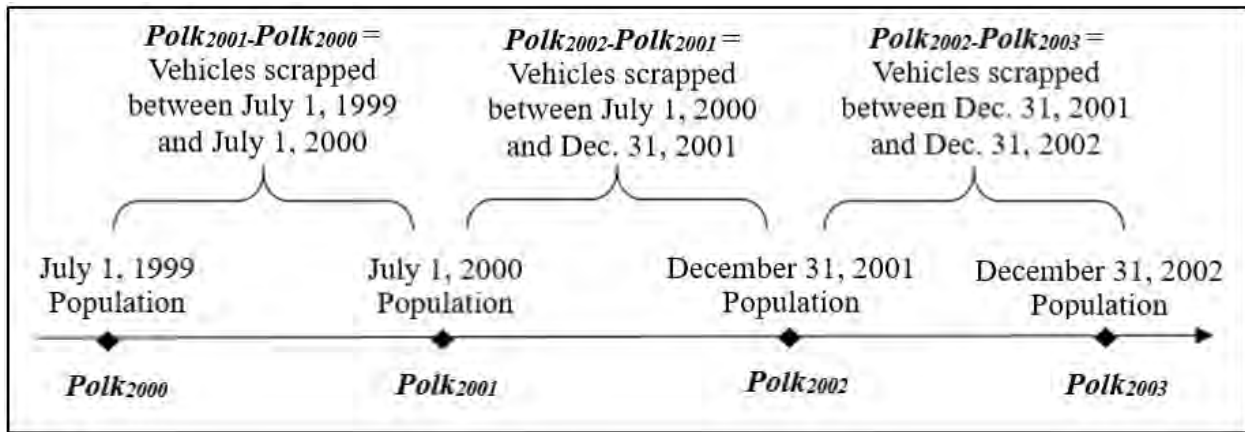 Polk2001-Polk2000 =
Vehicles scrapped
between July 1, 1999
and July 1, 2000
Polk2002-Polk2001 =
Vehicles scrapped
between July 1, 2000
and Dec. 31, 2001
Polk2002-Polk2003 =
Vehicles scrapped
between Dec. 31, 2001
and Dec. 31, 2002
July 1, 1999
Population
July 1, 2000
Population
December 31, 2001
Population
December 31, 2002
Population
Polk2000
Polk2001
Polk2002
Polk2003